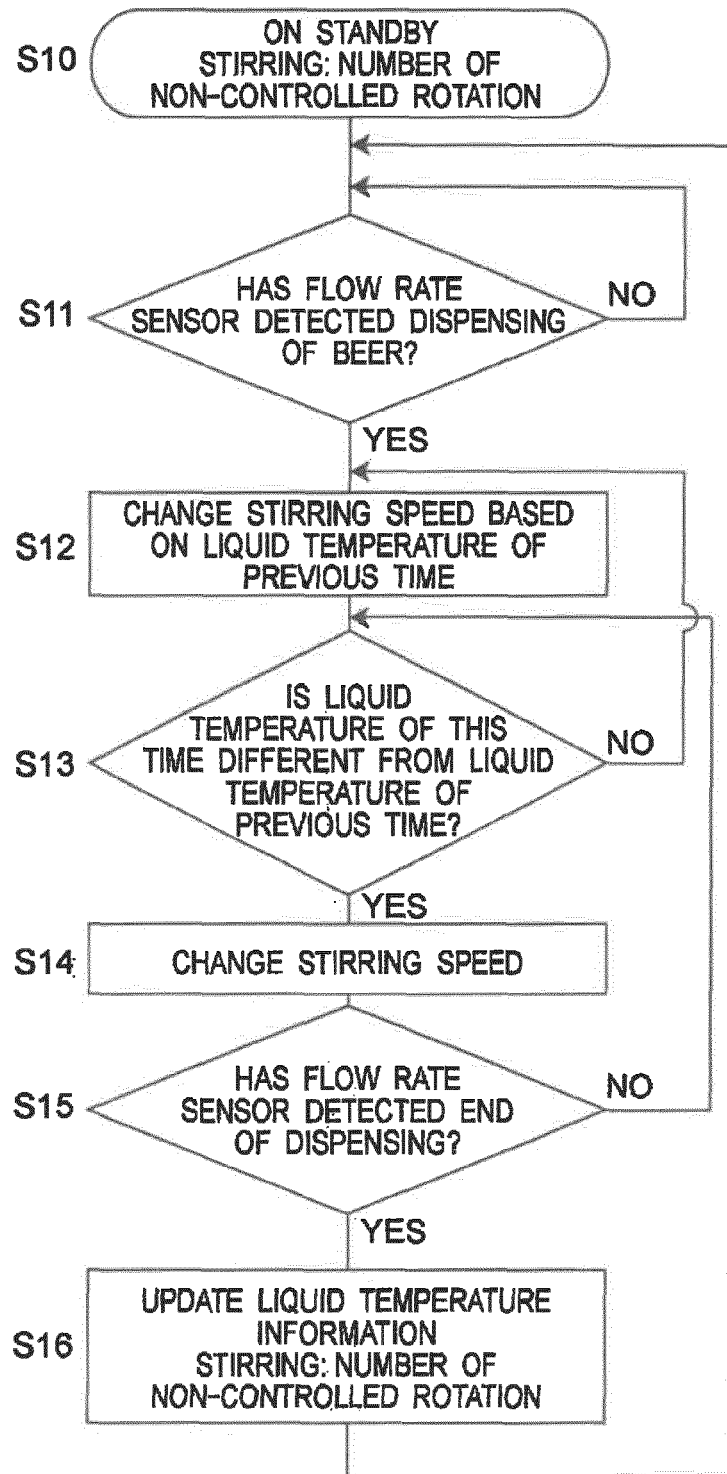 S10
ON STANDBY
STIRRING: NUMBER OF
NON-CONTROLLED ROTATION
S11
HAS FLOW RATE
SENSOR DETECTED DISPENSING
OF BEER?
NO
YES
S12
CHANGE STIRRING SPEED BASED
ON LIQUID TEMPERATURE OF
PREVIOUS TIME
S13
IS LIQUID
TEMPERATURE OF THIS
TIME DIFFERENT FROM LIQUID
TEMPERATURE OF
PREVIOUS TIME?
NO
YES
S14
CHANGE STIRRING SPEED
S15
HAS FLOW RATE
SENSOR DETECTED END
OF DISPENSING?
NO
YES
S16
UPDATE LIQUID TEMPERATURE
INFORMATION
STIRRING: NUMBER OF
NON-CONTROLLED ROTATION